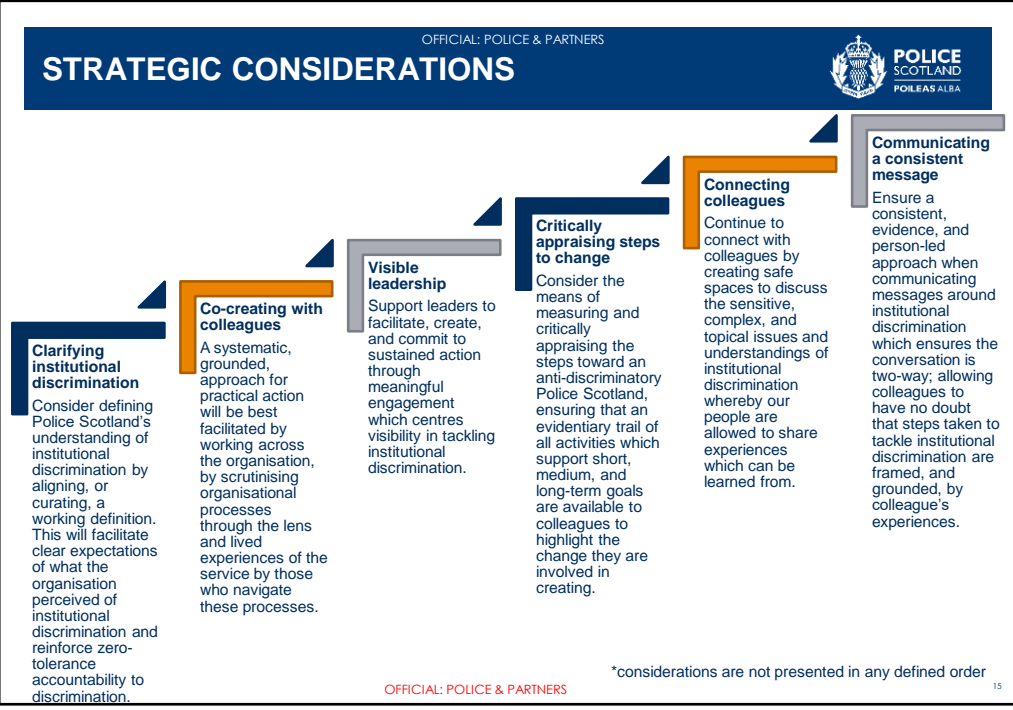 OFFICIAL: POLICE & PARTNERS
STRATEGIC CONSIDERATIONS
POLICE
SCOTLAND
POILEAS ALBA
Clarifying
institutional
discrimination
Consider defining
Police Scotland's
understanding of
institutional
discrimination by
aligning, or
curating, a
working definition.
This will facilitate
clear expectations
of what the
organisation
perceived of
institutional
discrimination and
reinforce zero-
tolerance
accountability to
discrimination.
Co-creating with
colleagues
A systematic,
grounded,
approach for
practical action
will be best
facilitated by
working across
the organisation,
by scrutinising
organisational
processes
through the lens
and lived
experiences of the
service by those
who navigate
these processes.
Visible
leadership
Support leaders to
facilitate, create,
and commit to
sustained action
through
meaningful
engagement
which centres
visibility in tackling
institutional
discrimination.
Critically
appraising steps
to change
Consider the
means of
measuring and
critically
appraising the
steps toward an
anti-discriminatory
Police Scotland,
ensuring that an
evidentiary trail of
all activities which
support short,
medium, and
long-term goals
are available to
colleagues to
highlight the
change they are
involved in
creating.
Connecting
colleagues
Continue to
connect with
colleagues by
creating safe
spaces to discuss
the sensitive,
complex, and
topical issues and
understandings of
institutional
discrimination
whereby our
people are
allowed to share
experiences
which can be
learned from.
Communicating
a consistent
message
Ensure a
consistent,
evidence, and
person-led
approach when
communicating
messages around
institutional
discrimination
which ensures the
conversation is
two-way; allowing
colleagues to
have no doubt
that steps taken to
tackle institutional
discrimination are
framed, and
grounded, by
colleague's
experiences.
*considerations are not presented in any defined order
OFFICIAL: POLICE & PARTNERS
15